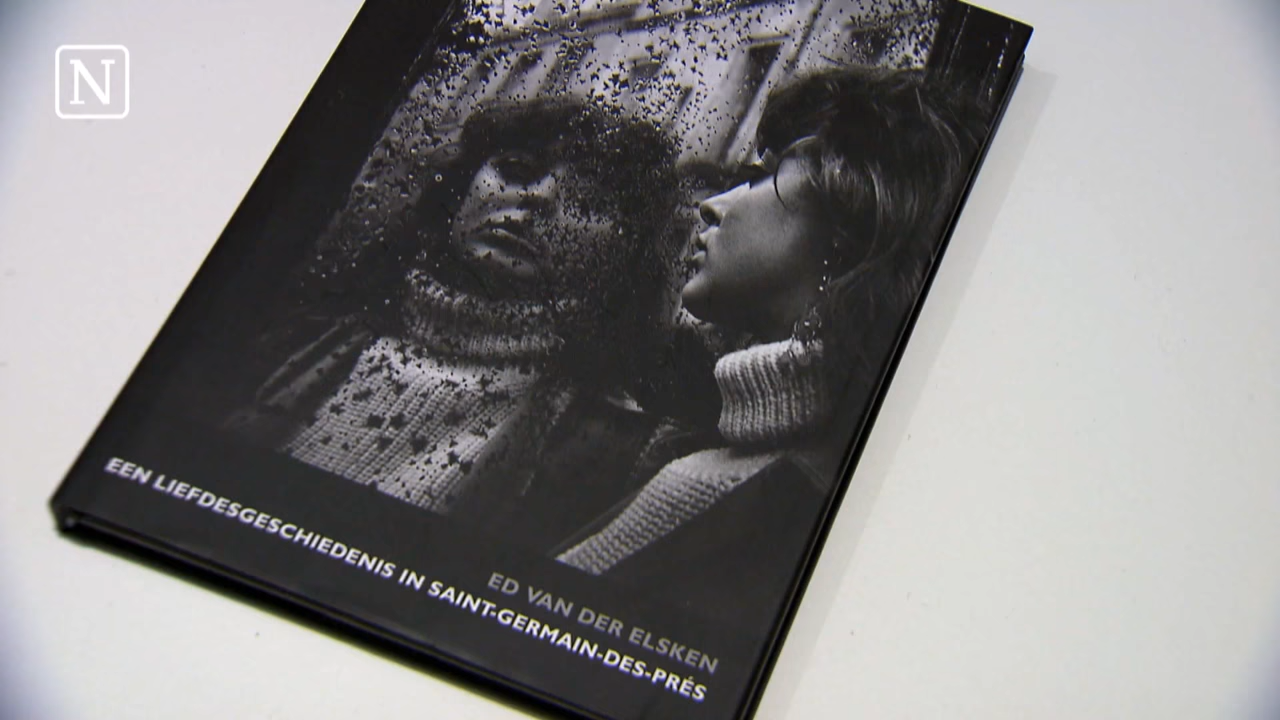 N
ED VAN DER ELSKEN
EEN LIEFDESGESCHIEDENIS IN SAINT-GERMAIN-DES-PRÉS